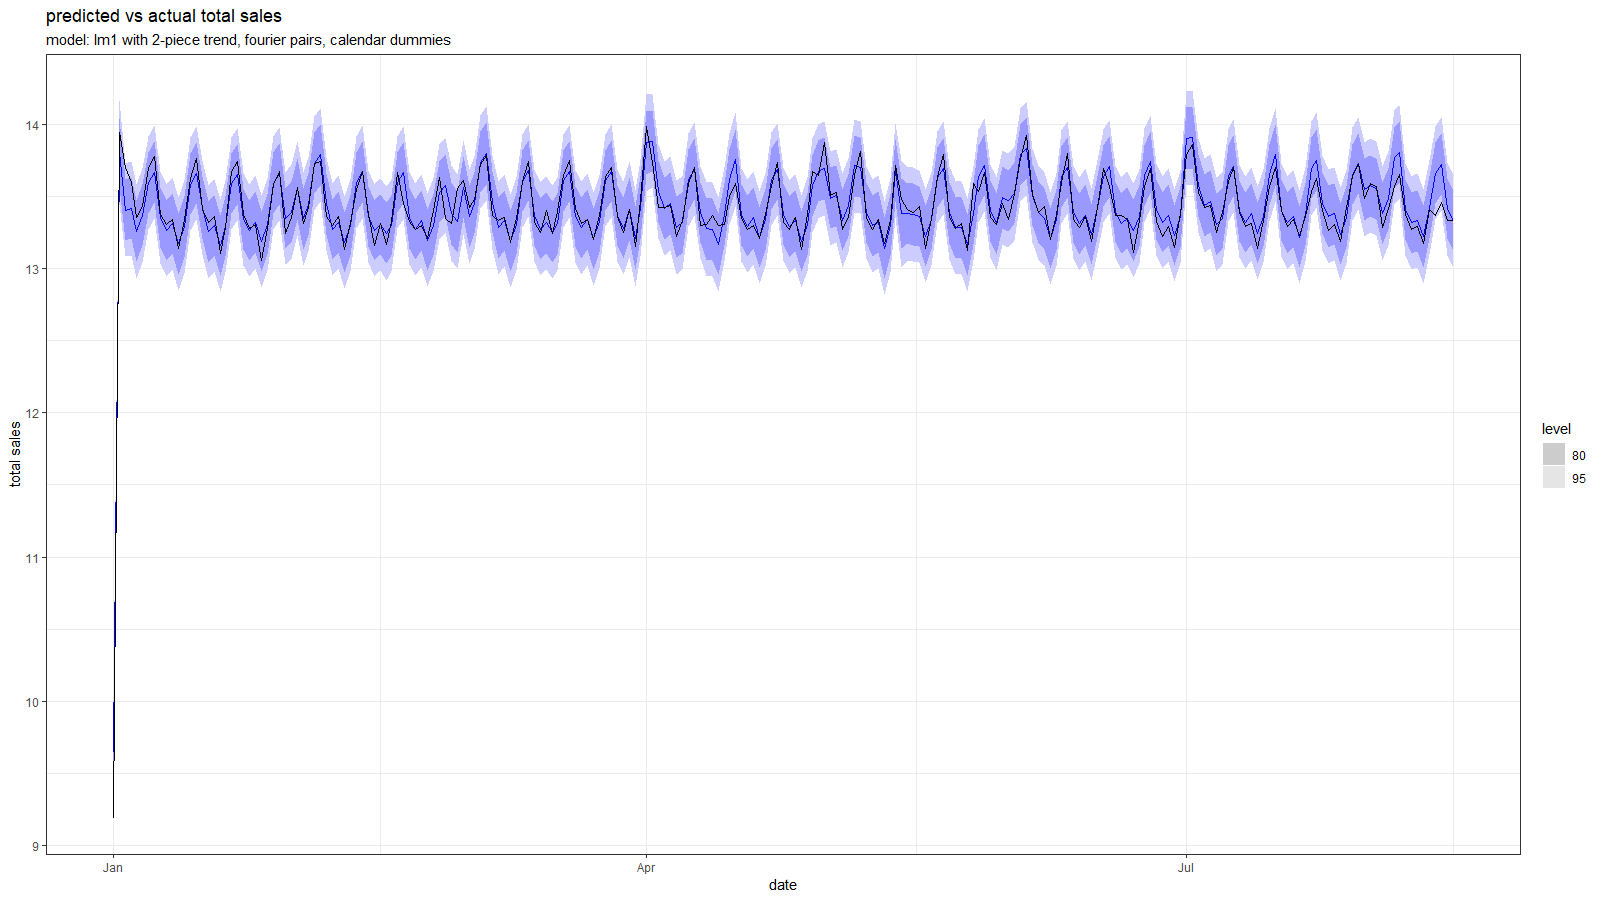 predicted vs actual total sales
model: lm1 with 2-piece trend, fourier pairs, calendar dummies
total sales
14
13
12
11
10
9
Jan
Apr
Jul
date
level
80
95